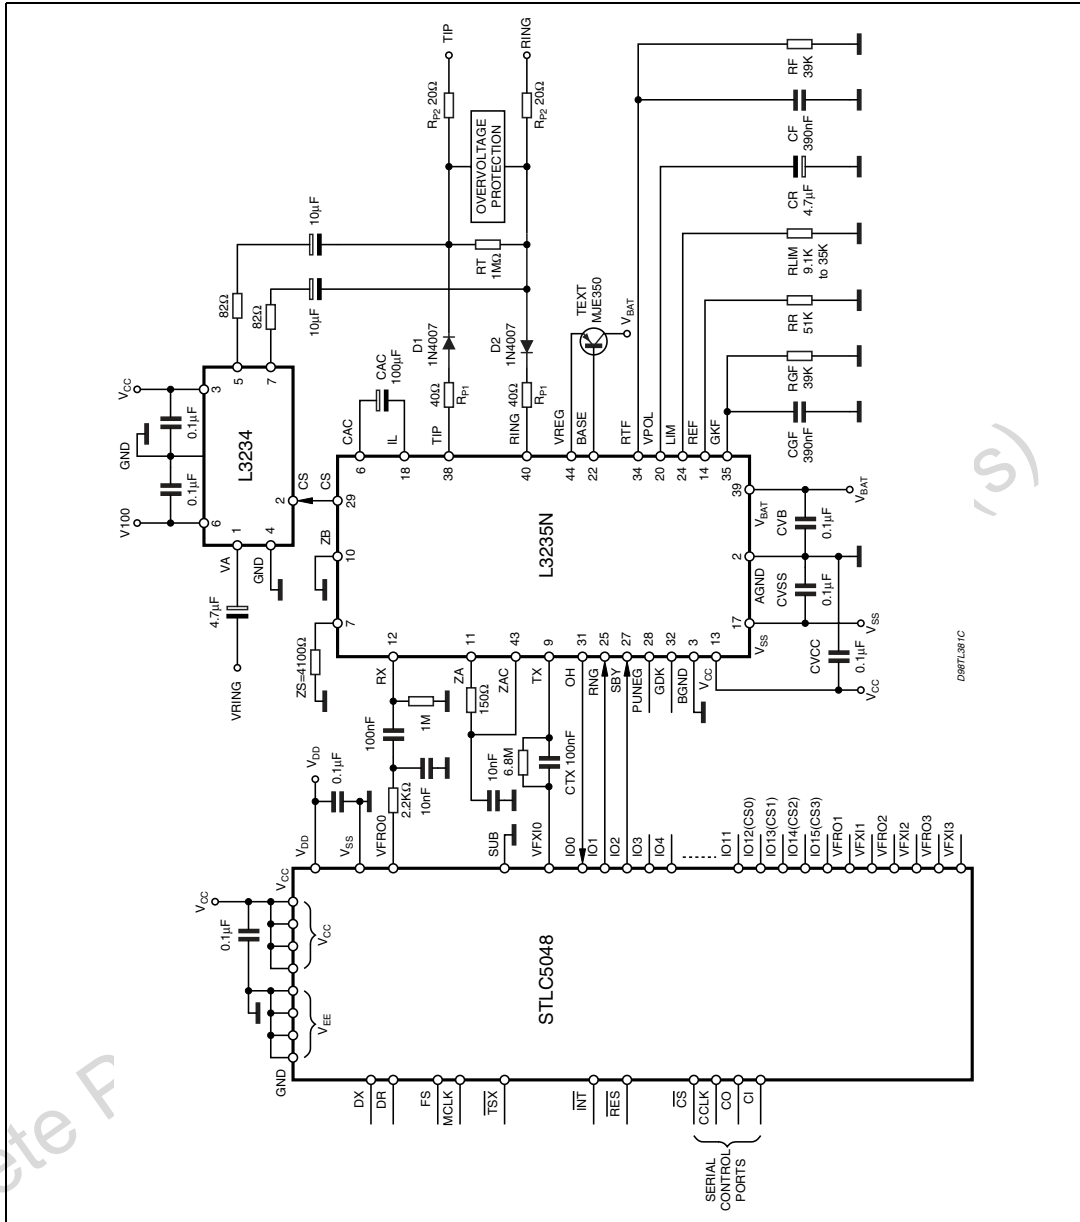 TIP
RING
RP2 20Ω
RP2 20Ω
OVERVOLTAGE
PROTECTION
RF
39K
CF
390nF
CR
4.7µF
RLIM
9.1K
to 35K
RR
51K
RGF
39K
CGF
390nF
10µF
10µF
82Ω
82Ω
RT
1MΩ
D1
1N4007
D2
1N4007
40Ω
RP1
40Ω
RP1
TEXT
MJE350
VBAT
CAC
100µF
VCC
GND
V100
0.1µF
0.1µF
3
6
5
7
L3234
2
1
4
VA
GND
CS
CS
4.7µF
VRING
CAC
IL
TIP
RING
VREG
BASE
RTF
VPOL
LIM
REF
GKF
6
18
38
40
44
22
34
20
24
14
35
29
ZB
10
7
ZS=4100Ω
L3235N
39
2
17
VBAT
AGND
VSS
CVB
0.1µF
CVSS
0.1µF
CVCC
0.1µF
VBAT
VSS
VCC
12
11
43
9
31
25
27
28
32
3
13
RX
ZA
ZAC
TX
OH
RNG
SBY
PUNEG
GDK
BGND
VCC
100nF
1M
150Ω
2.2KΩ
10nF
10nF
6.8M
CTX 100nF
VDD
0.1µF
VDD
VSS
VFRO0
SUB
VFXI0
IO0
IO1
IO2
IO3
IO4
IO11
IO12(CS0)
IO13(CS1)
IO14(CS2)
IO15(CS3)
VFRO1
VFXI1
VFRO2
VFXI2
VFRO3
VFXI3
VCC
VCC
0.1µF
VCC
VEE
GND
STLC5048
DX
DR
FS
MCLK
TSX
INT
RES
CS
CCLK
CO
CI
SERIAL
CONTROL
PORTS
D98TL381C
ete P
(s)